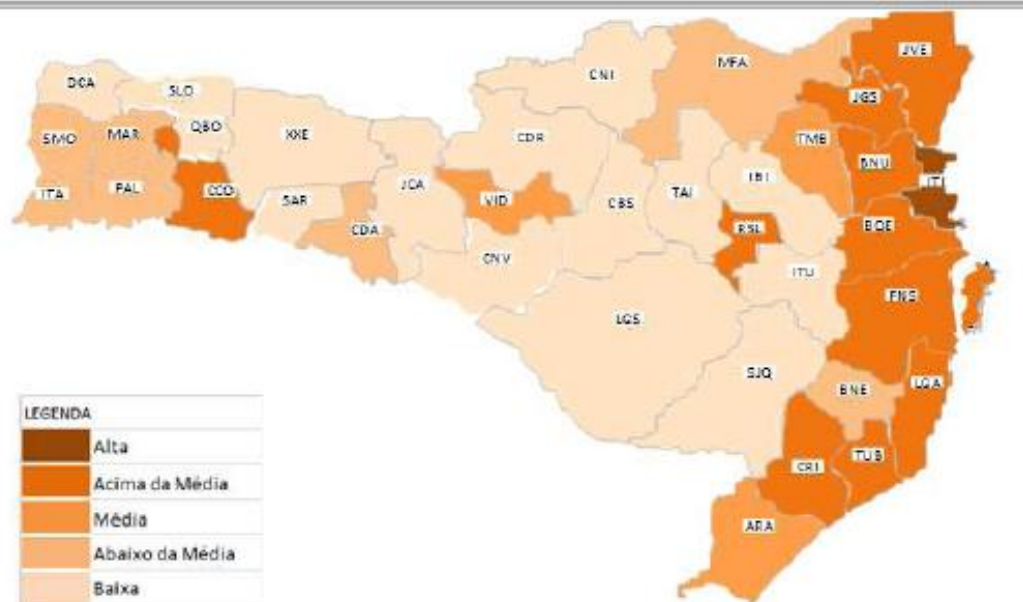 JVE
MFA
CNI
DCA
SLO
JGS
QBO
SMO
MAR
XXE
CDR
TMB
BNU
IBI
ITJ
JCA
ITA
PAL
CCO
TAI
SAR
VID
CBS
BQE
RSL
CDA
CNV
ITU
FNS
LGS
SJQ
LGA
BNE
TUB
CRI
ARA
LEGENDA
Alta
Acima da Média
Média
Abaixo da Média
Baixa